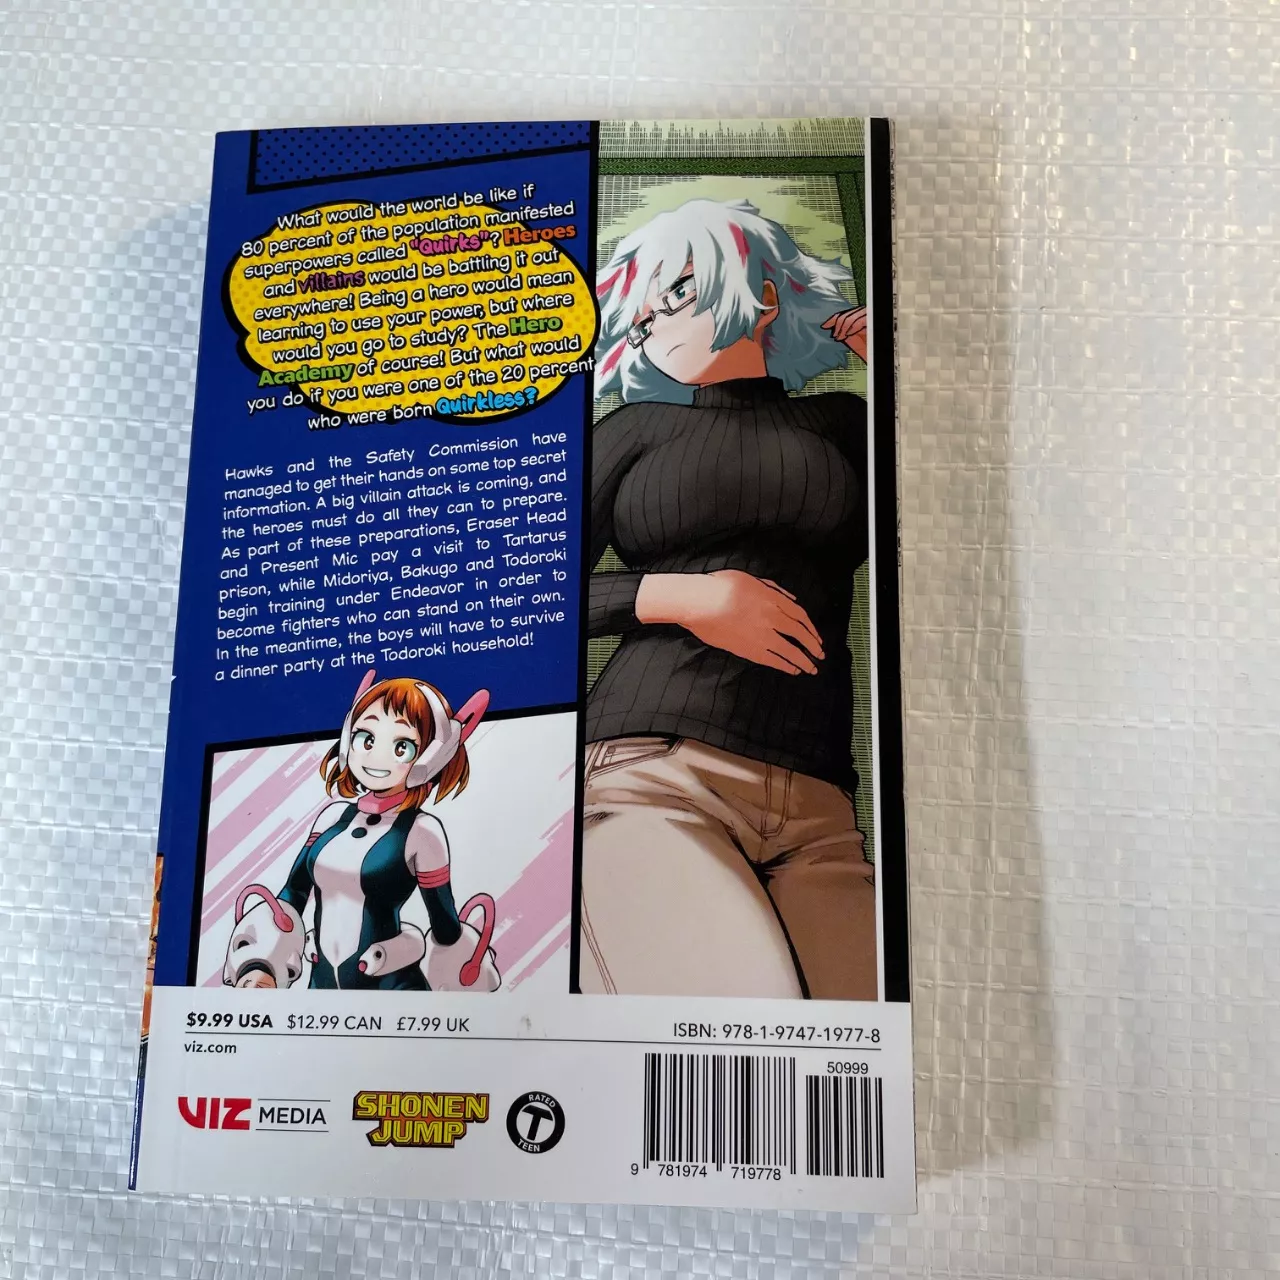 What would the world be like if
80 percent of the population manifested
superpowers called "Quirks"? Heroes
and villains would be battling it out
everywhere! Being a hero would mean
learning to use your power, but where
would you go to study? The Hero
Academy of course! But what would
you do if you were one of the 20 percent
who were born Quirkless?
Hawks and the Safety Commission have
managed to get their hands on some top secret
information. A big villain attack is coming, and
the heroes must do all they can to prepare.
As part of these preparations, Eraser Head
and Present Mic pay a visit to Tartarus
prison, while Midoriya, Bakugo and Todoroki
begin training under Endeavor in order to
become fighters who can stand on their own.
In the meantime, the boys will have to survive
a dinner party at the Todoroki household!
$9.99 USA $12.99 CAN £7.99 UK
viz.com
ISBN: 978-1-9747-1977-8
50999
VIZ MEDIA
SHONEN
JUMP
RATED
T
TEEN
9 781974 719778